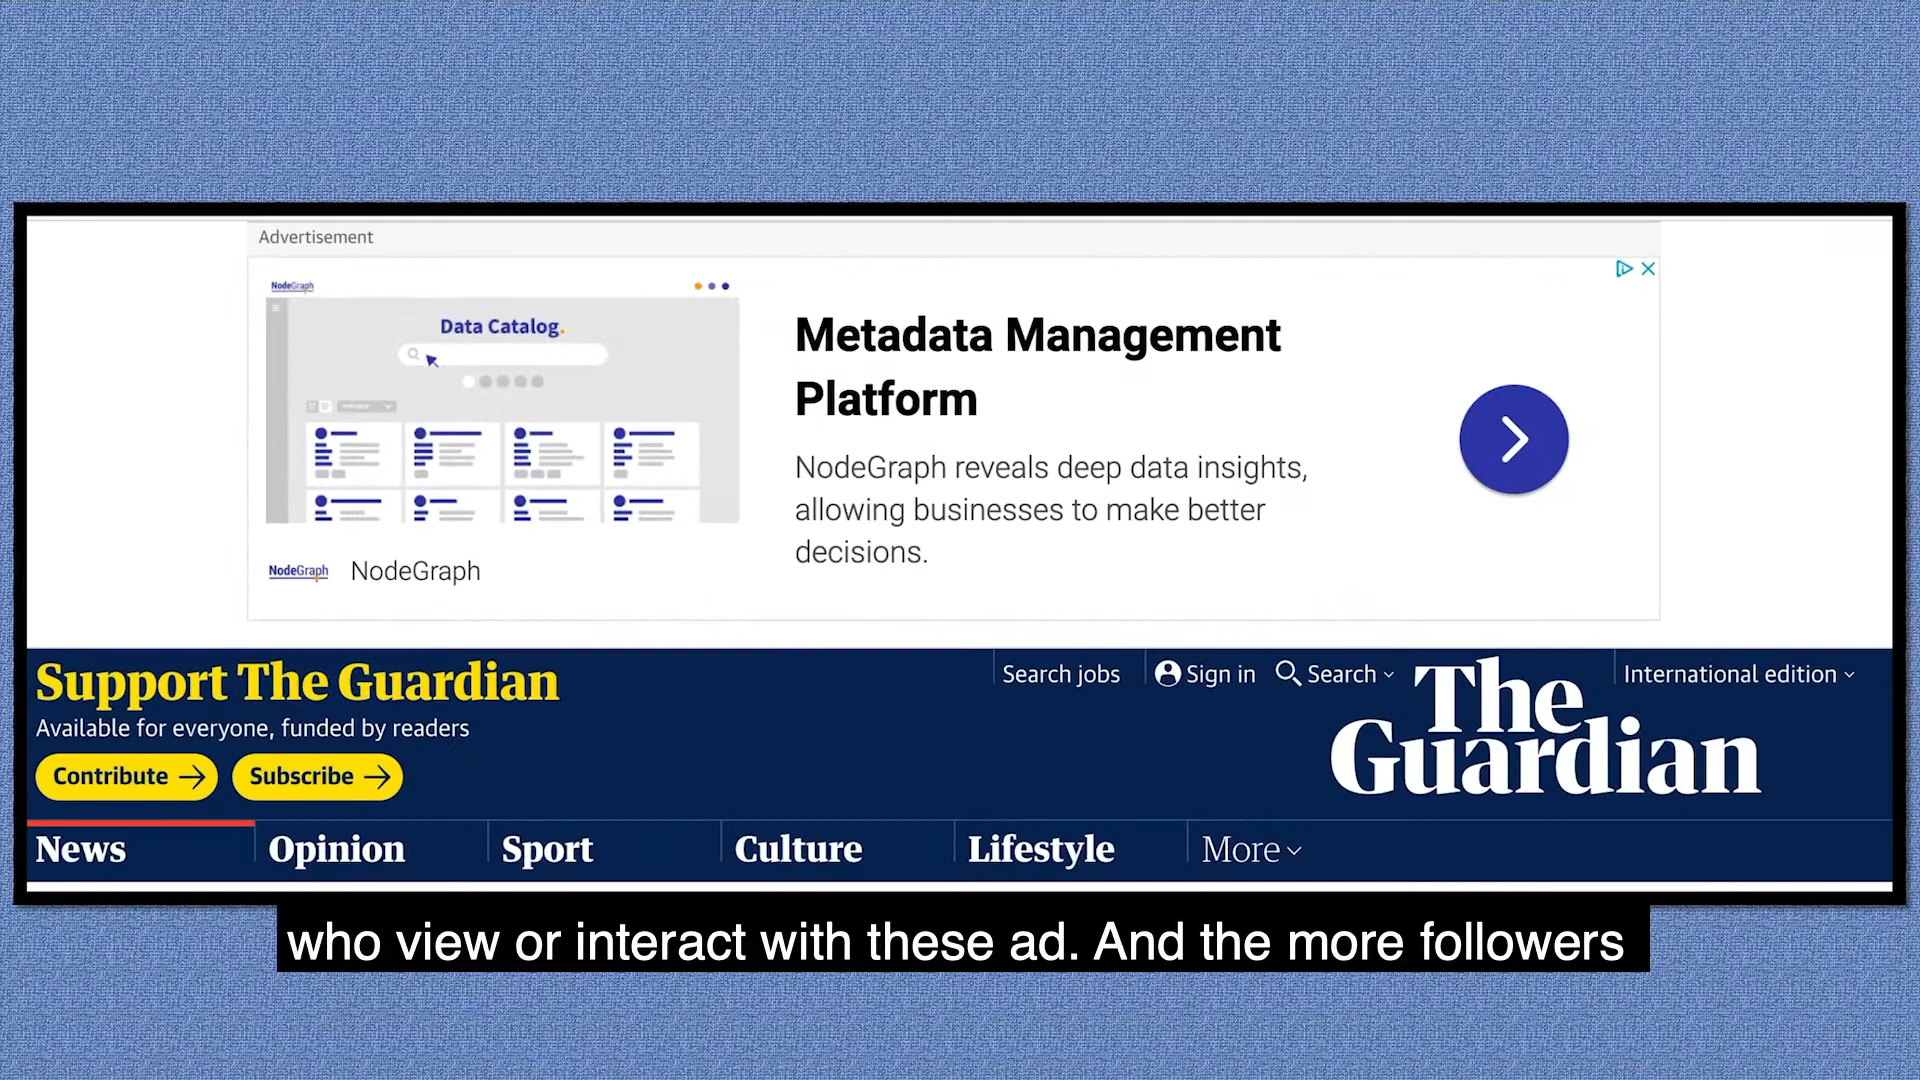 Advertisement
NodeGraph
Data Catalog.
Metadata Management
Platform
NodeGraph reveals deep data insights,
allowing businesses to make better
decisions.
NodeGraph NodeGraph
Support The Guardian
Available for everyone, funded by readers
Contribute
Subscribe
Search jobs
Sign in
Search
International edition
The
Guardian
News
Opinion
Sport
Culture
Lifestyle
More
who view or interact with these ad. And the more followers